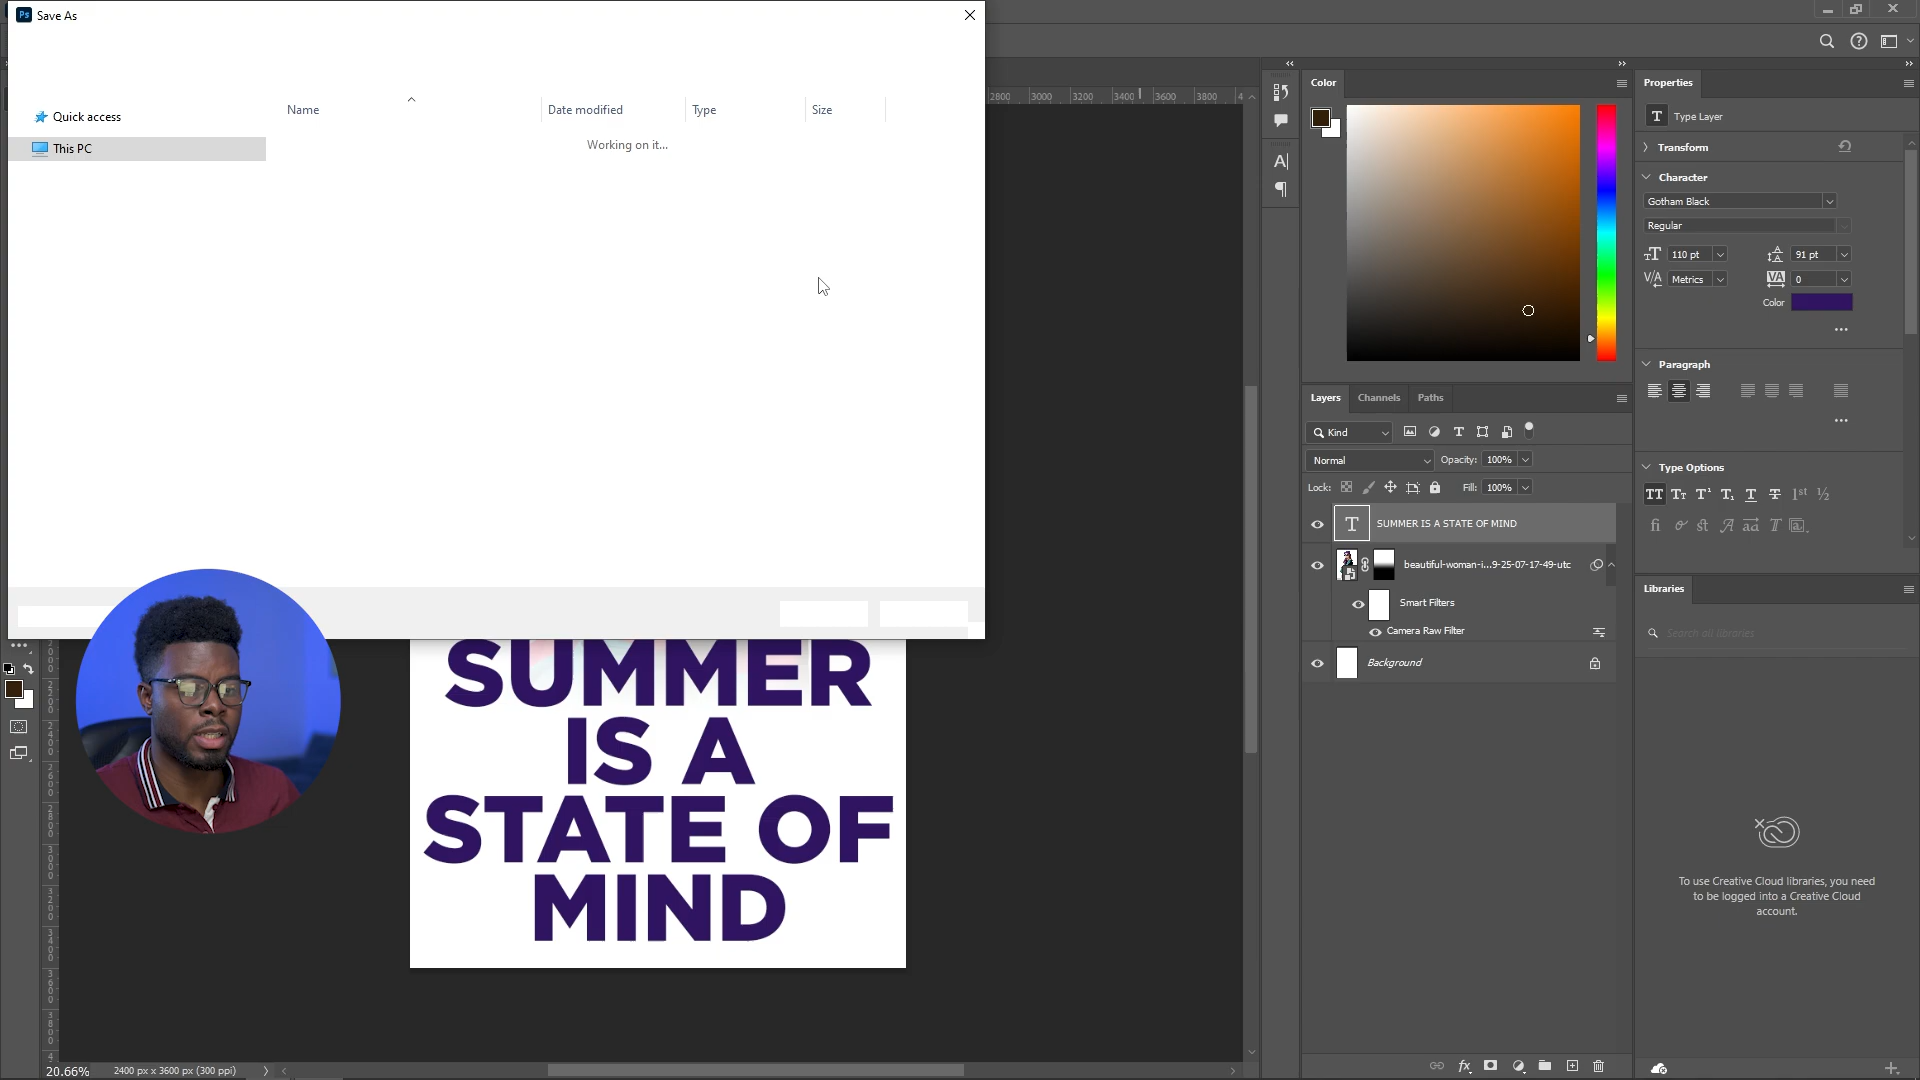 Ps Save As
Name Date modified Type Size
Quick access
Working on it...
This PC
SUMMER
IS A
STATE OF
MIND
20.66% 2400 px x 3600 px (300 ppi)
2800 3000 3200 3400 3600 3800 4
Color
Layers Channels Paths
Kind
Normal Opacity: 100%
Lock: Fill: 100%
SUMMER IS A STATE OF MIND
beautiful-woman-i...9-25-07-17-49-utc
Smart Filters
Camera Raw Filter
Background
Properties
Type Layer
Transform
Character
Gotham Black
Regular
110 pt 91 pt
Metrics 0
Color
Paragraph
Type Options
Libraries
Search all libraries
To use Creative Cloud libraries, you need
to be logged into a Creative Cloud
account.